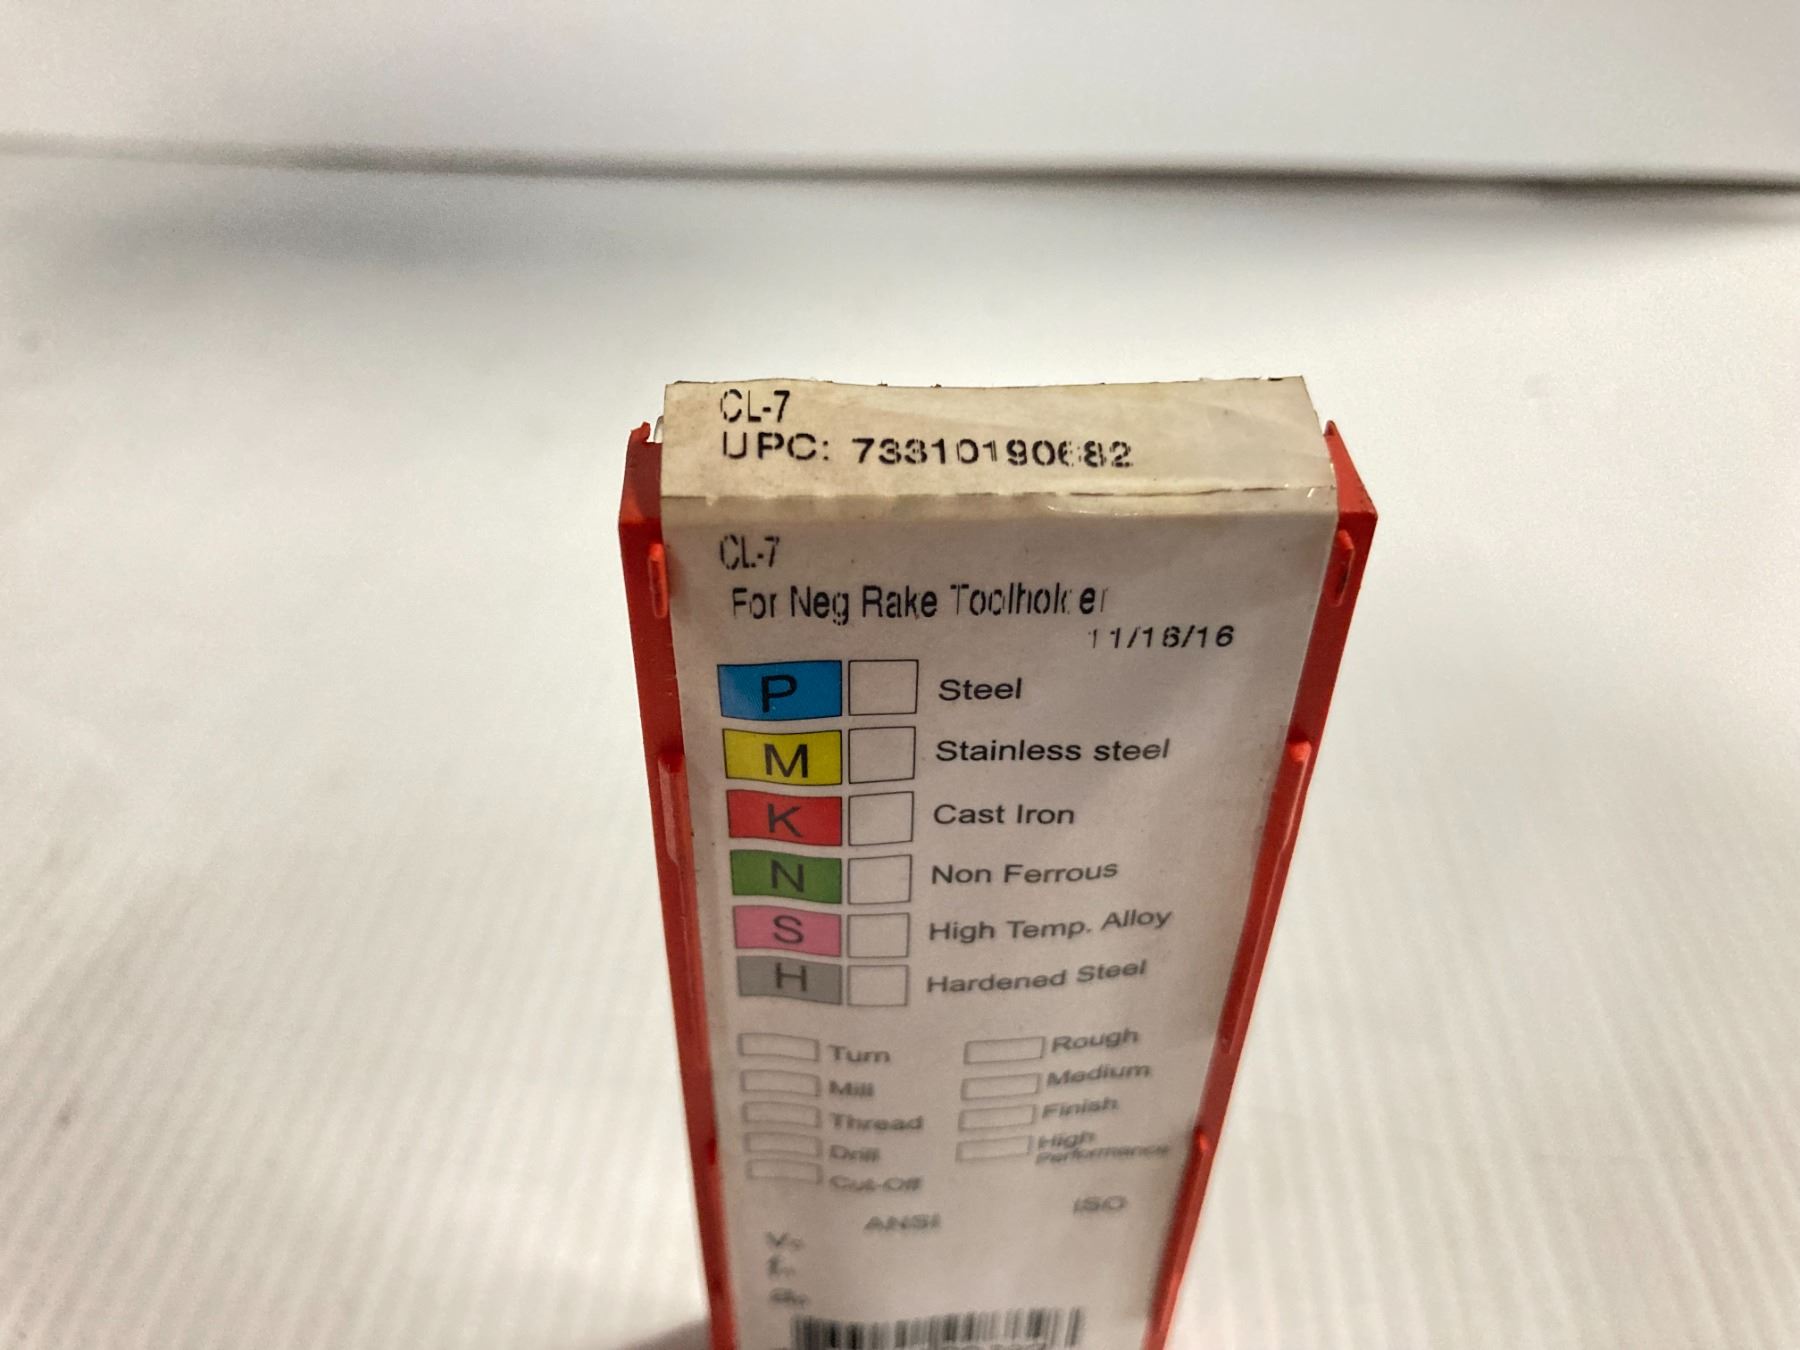 CL-7
UPC: 73310190682
CL-7
For Neg Rake Toolholder
11/16/16
P Steel
M Stainless steel
K Cast Iron
N Non Ferrous
S High Temp. Alloy
H Hardened Steel
Turn Rough
Mill Medium
Thread Finish
Drill High Performance
Cut-Off
ANSI ISO